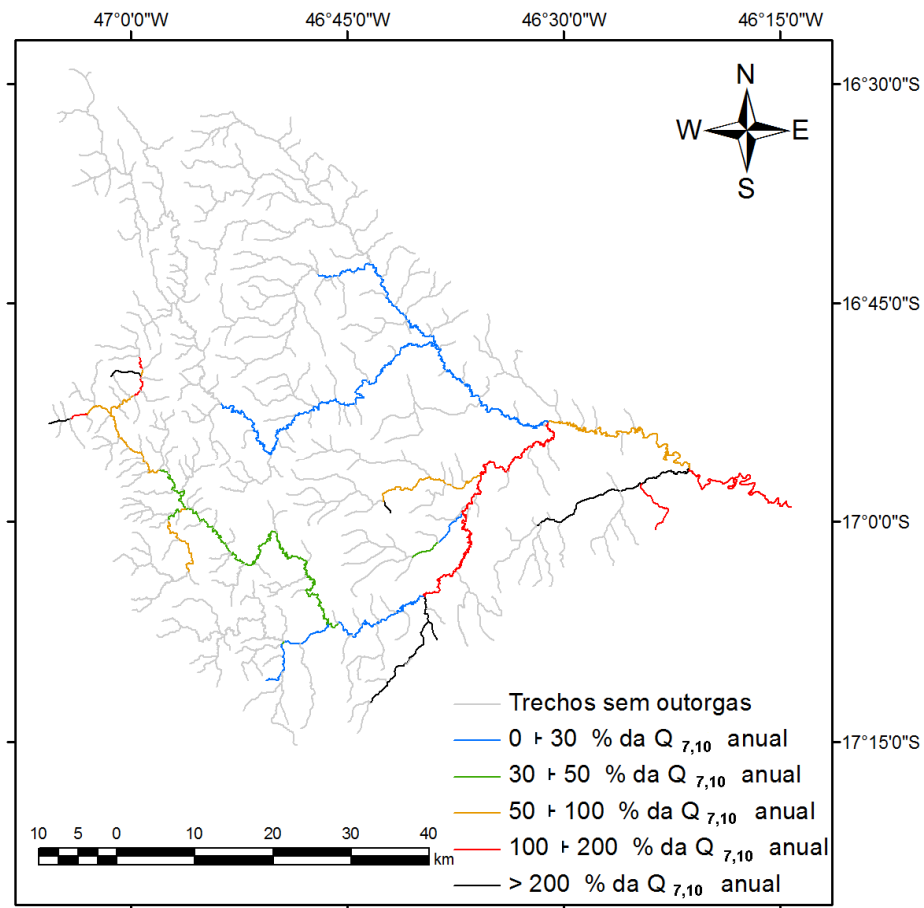 47°0'0"W 46°45'0"W 46°30'0"W 46°15'0"W
16°30'0"S
N
W E
S
16°45'0"S
17°0'0"S
Trechos sem outorgas
0 ⊦ 30 % da Q 7,10 anual
17°15'0"S
30 ⊦ 50 % da Q 7,10 anual
50 ⊦ 100 % da Q 7,10 anual
10 5 0 10 20 30 40
km
100 ⊦ 200 % da Q 7,10 anual
> 200 % da Q 7,10 anual